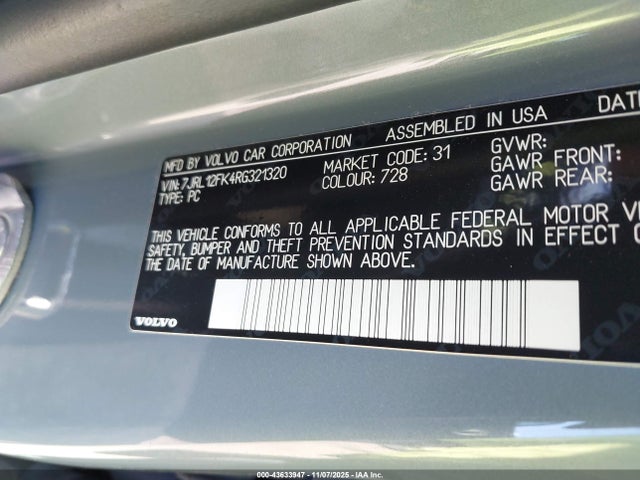 MFD BY VOLVO CAR CORPORATION ASSEMBLED IN USA
VIN: 7JRL12FK4RG321320 MARKET CODE: 31 GVWR:
TYPE: PC COLOUR: 728 GAWR FRONT:
GAWR REAR:
THIS VEHICLE CONFORMS TO ALL APPLICABLE FEDERAL MOTOR
SAFETY, BUMPER AND THEFT PREVENTION STANDARDS IN EFFECT
THE DATE OF MANUFACTURE SHOWN ABOVE.
VOLVO
000-43633947 - 11/07/2025 - IAA Inc.